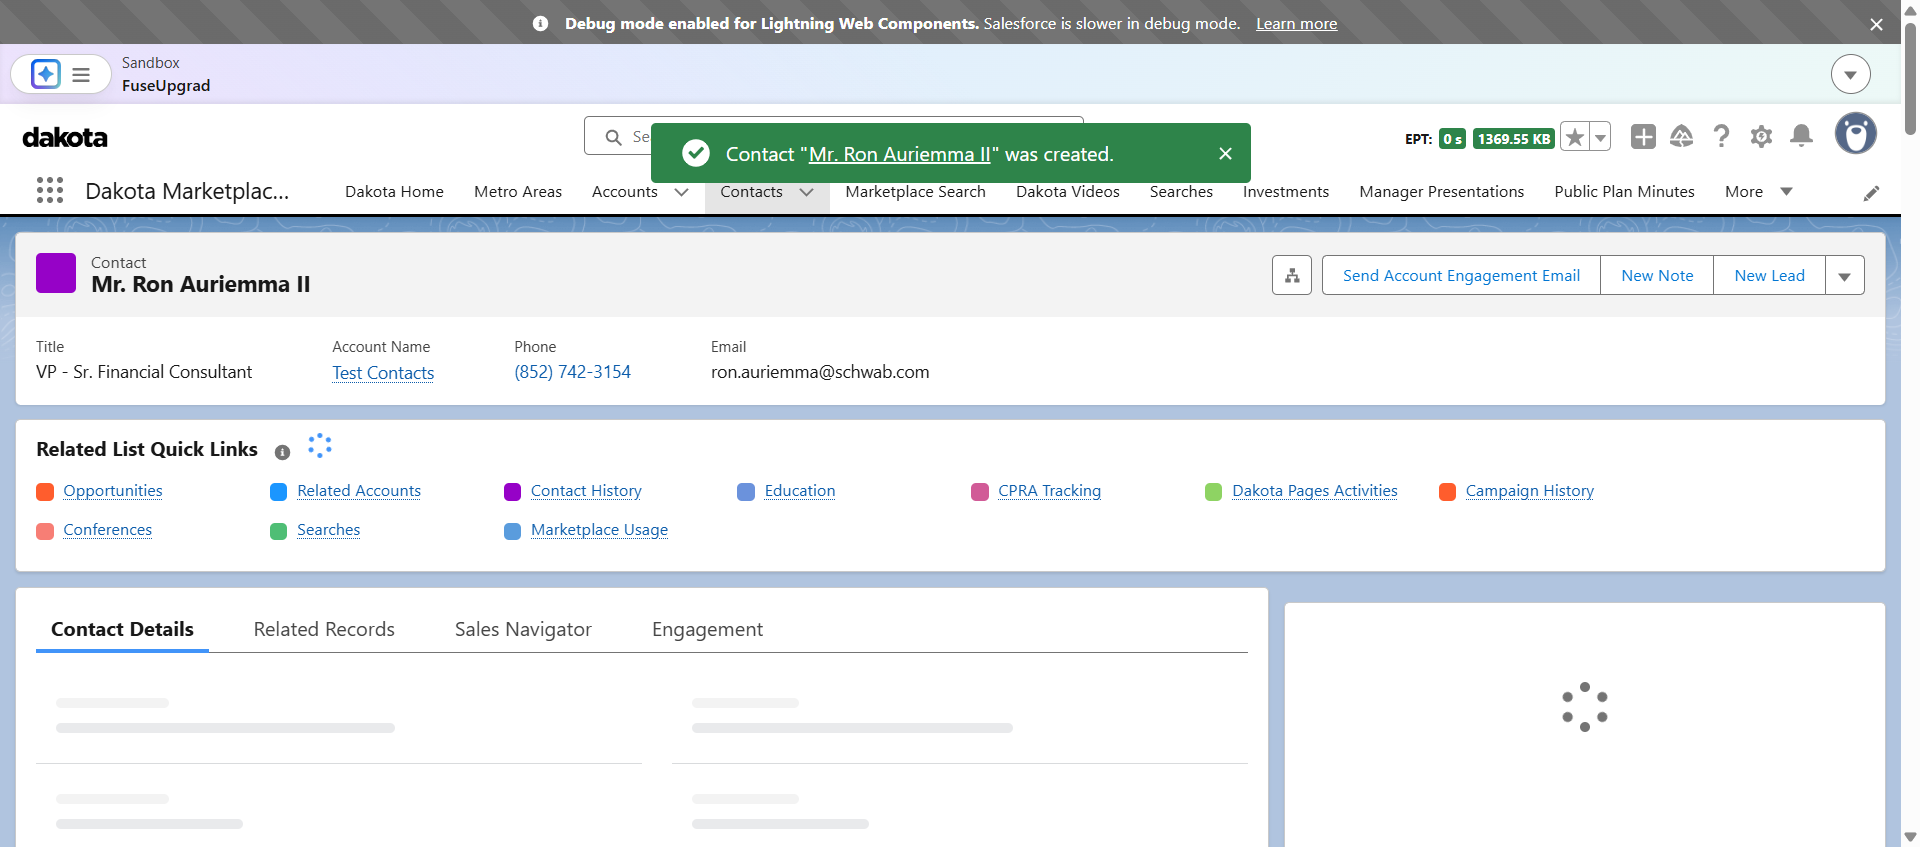 Debug mode enabled for Lightning Web Components. Salesforce is slower in debug mode. Learn more
Sandbox
FuseUpgrad
dakota
Contact "Mr. Ron Auriemma II" was created.
EPT: 0 s 1369.55 KB
Dakota Marketplac...
Dakota Home
Metro Areas
Accounts
Contacts
Marketplace Search
Dakota Videos
Searches
Investments
Manager Presentations
Public Plan Minutes
More
Contact
Mr. Ron Auriemma II
Send Account Engagement Email
New Note
New Lead
Title
VP - Sr. Financial Consultant
Account Name
Test Contacts
Phone
(852) 742-3154
Email
ron.auriemma@schwab.com
Related List Quick Links
Opportunities
Related Accounts
Contact History
Education
CPRA Tracking
Dakota Pages Activities
Campaign History
Conferences
Searches
Marketplace Usage
Contact Details
Related Records
Sales Navigator
Engagement